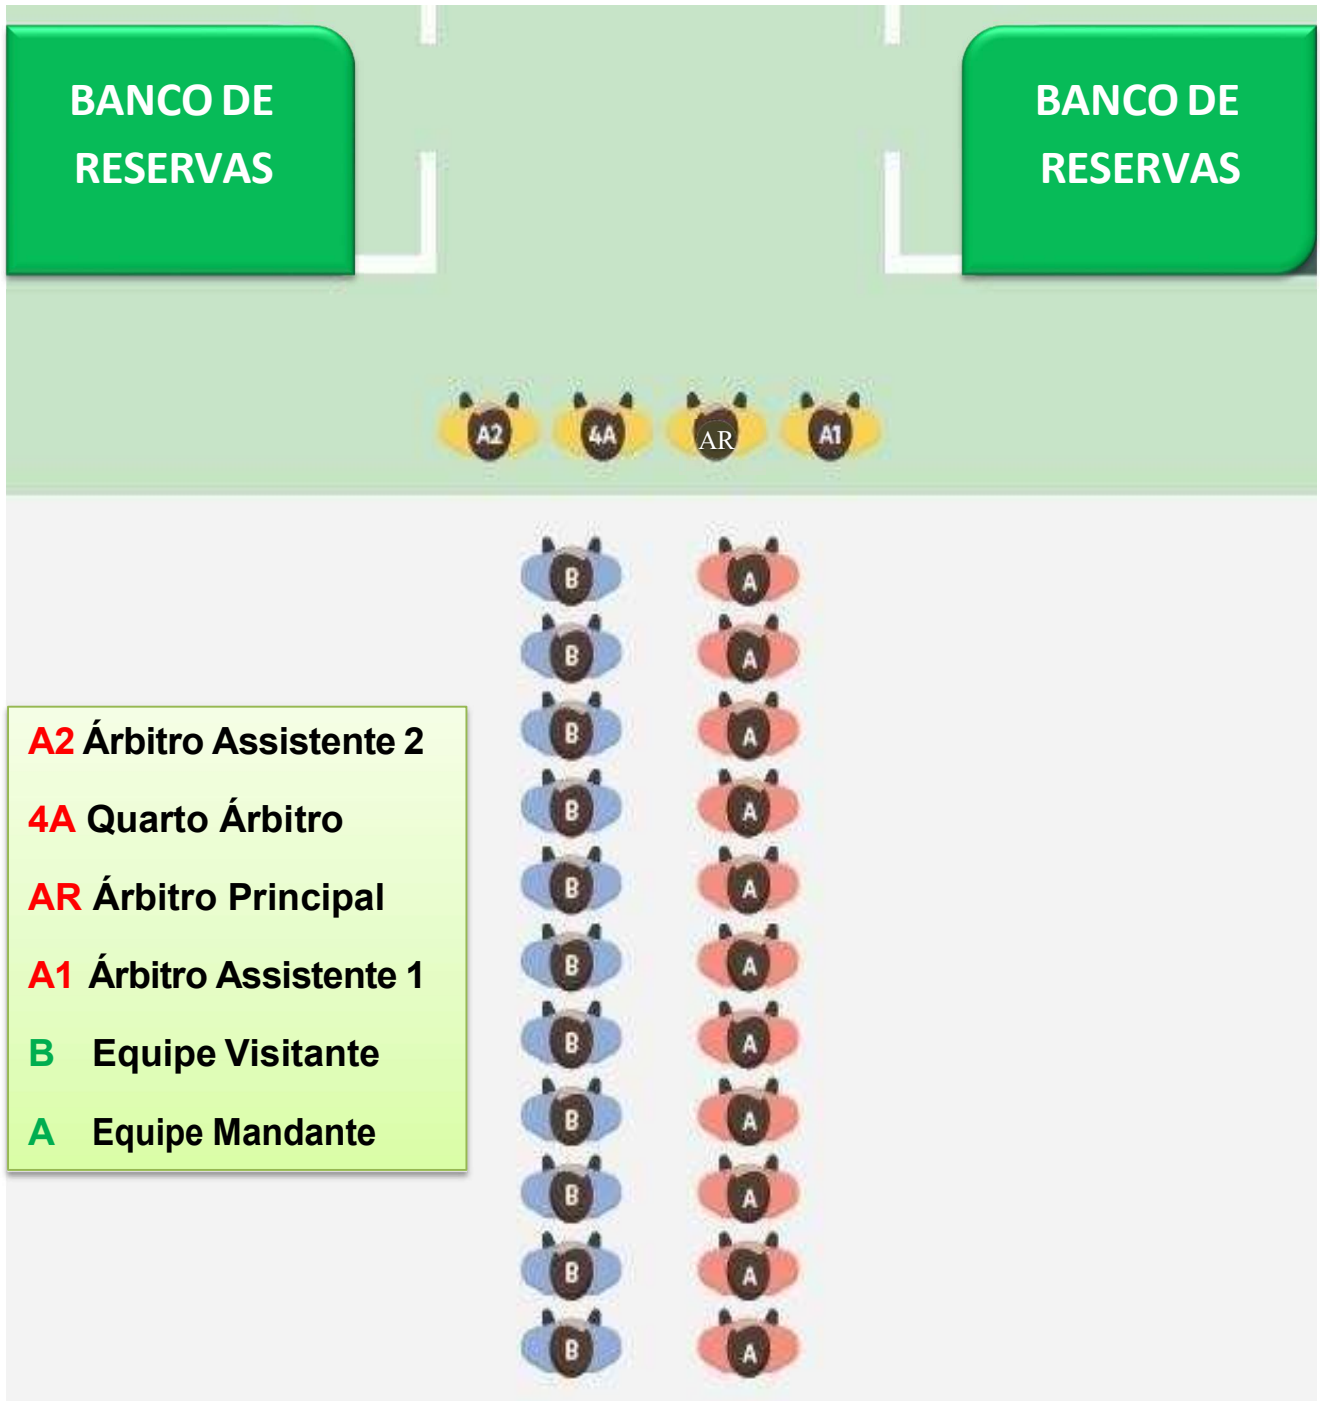 BANCO DE
RESERVAS
BANCO DE
RESERVAS
A2 4A AR A1
B A
B A
B A
B A
B A
B A
B A
B A
B A
B A
B A
A2 Árbitro Assistente 2
4A Quarto Árbitro
AR Árbitro Principal
A1 Árbitro Assistente 1
B Equipe Visitante
A Equipe Mandante